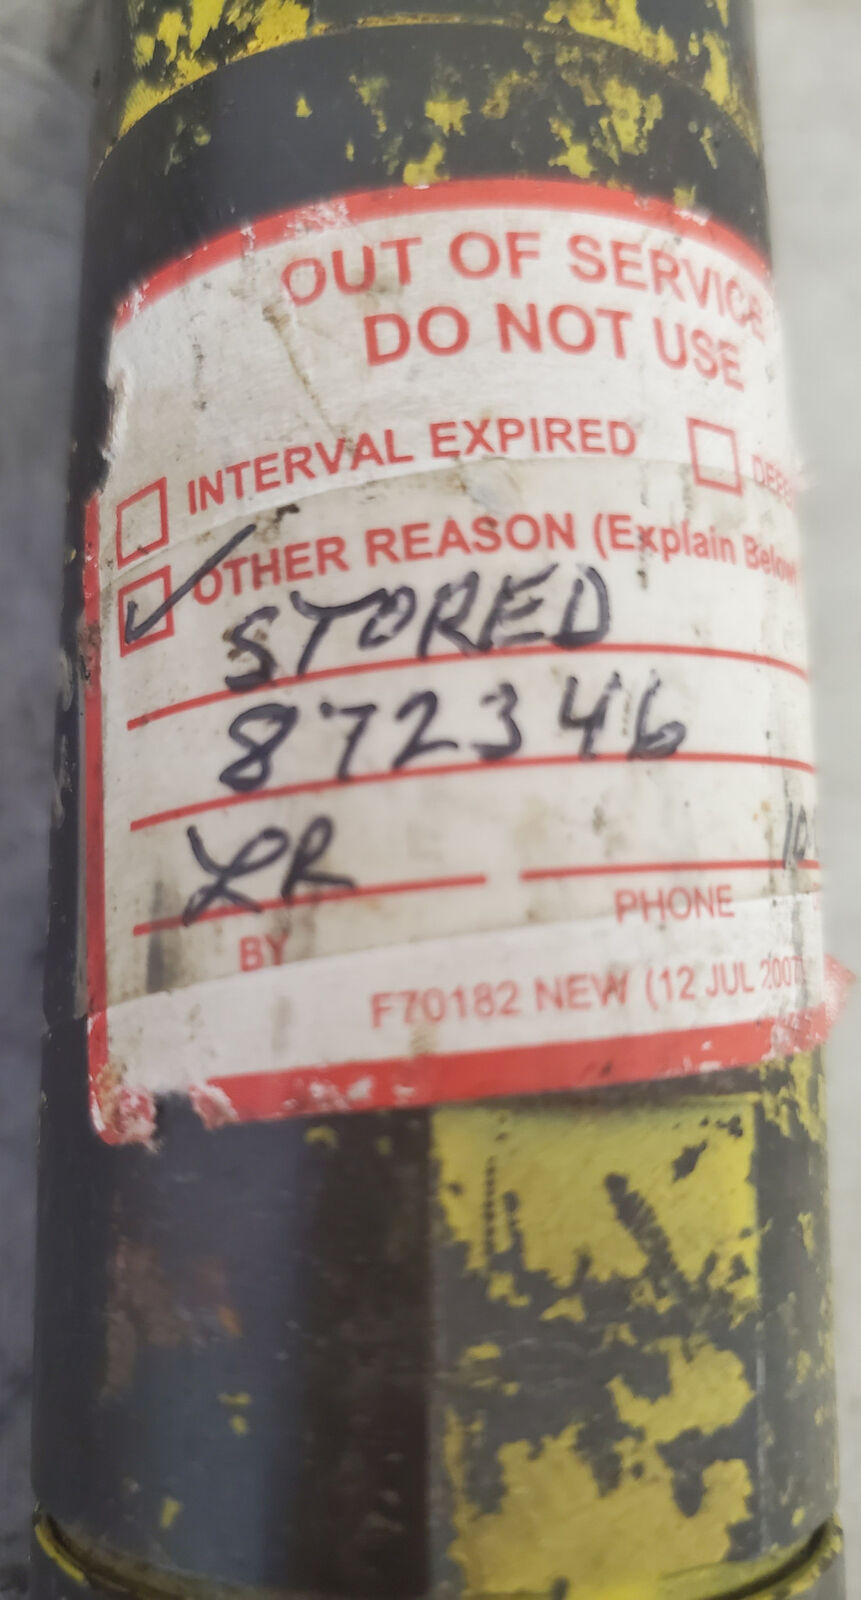 OUT OF SERVICE
DO NOT USE
INTERVAL EXPIRED
OTHER REASON (Explain Below)
STORED
872346
LR
BY
PHONE
F70182 NEW (12 JUL 2007)